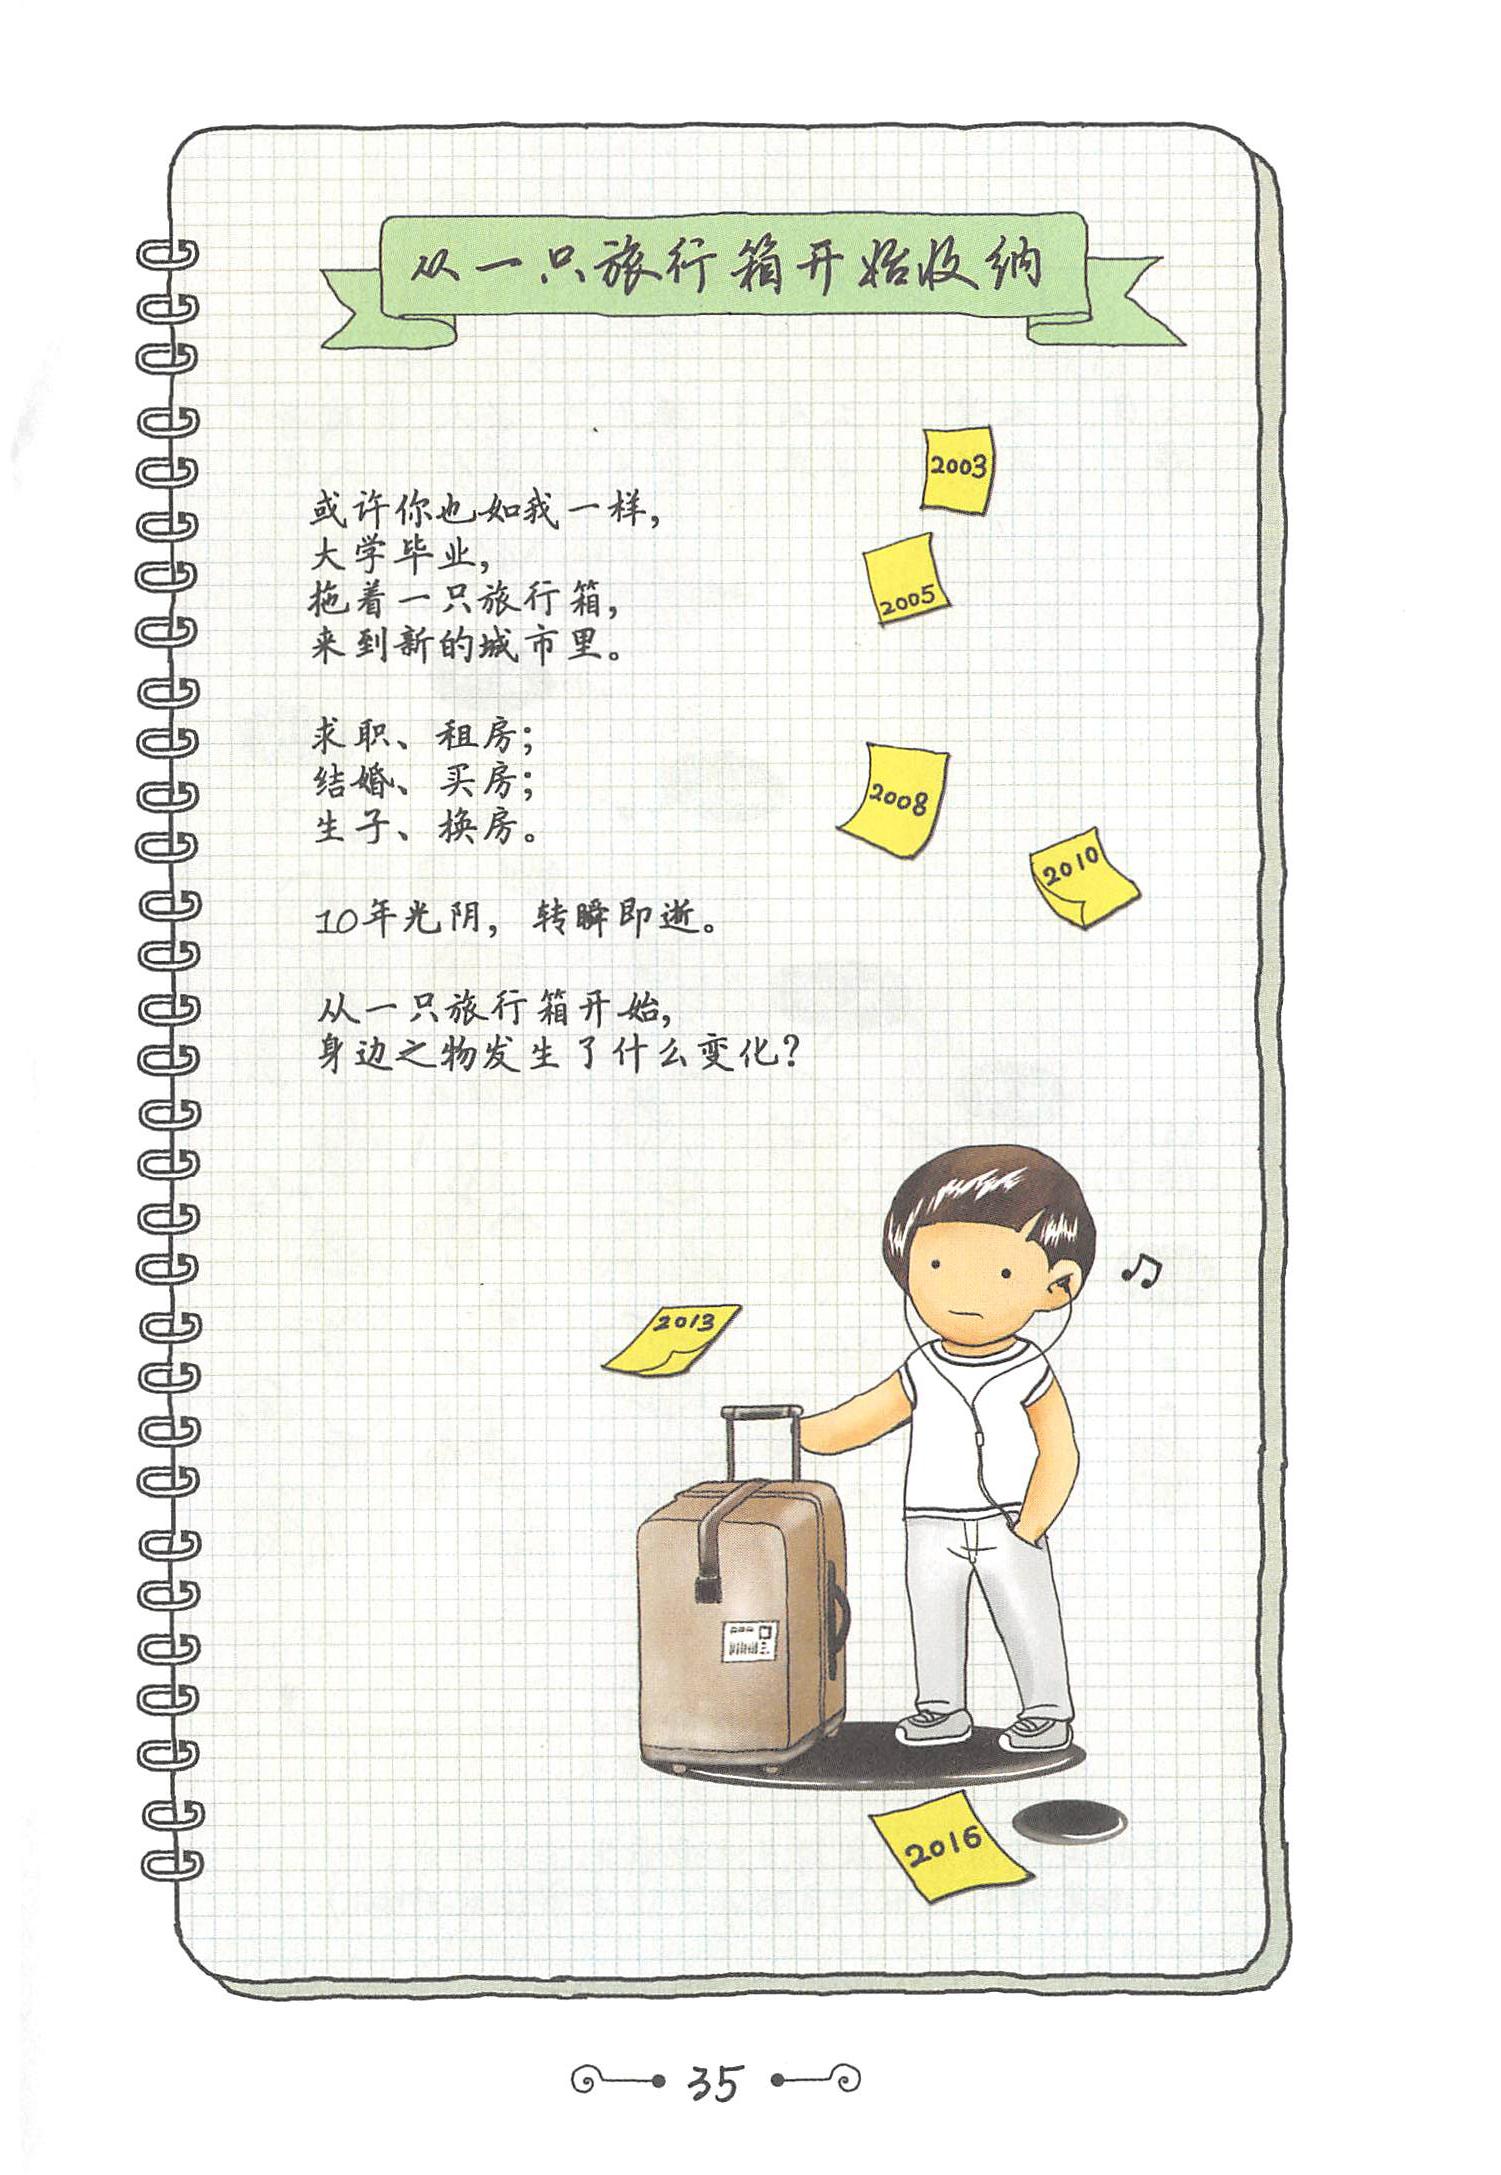 从一只旅行箱开始收纳
2003
或许你也如我一样，
大学毕业，
2005
拖着一只旅行箱，
来到新的城市里。
求职、租房；
结婚、买房；
2008
生子、换房。
2010
10年光阴，转瞬即逝。
从一只旅行箱开始，
身边之物发生了什么变化？
2013
2016
35